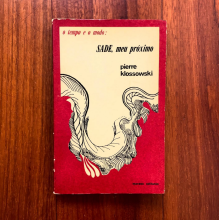 o tempo e o modo:
SADE, meu próximo
pierre
klossowski